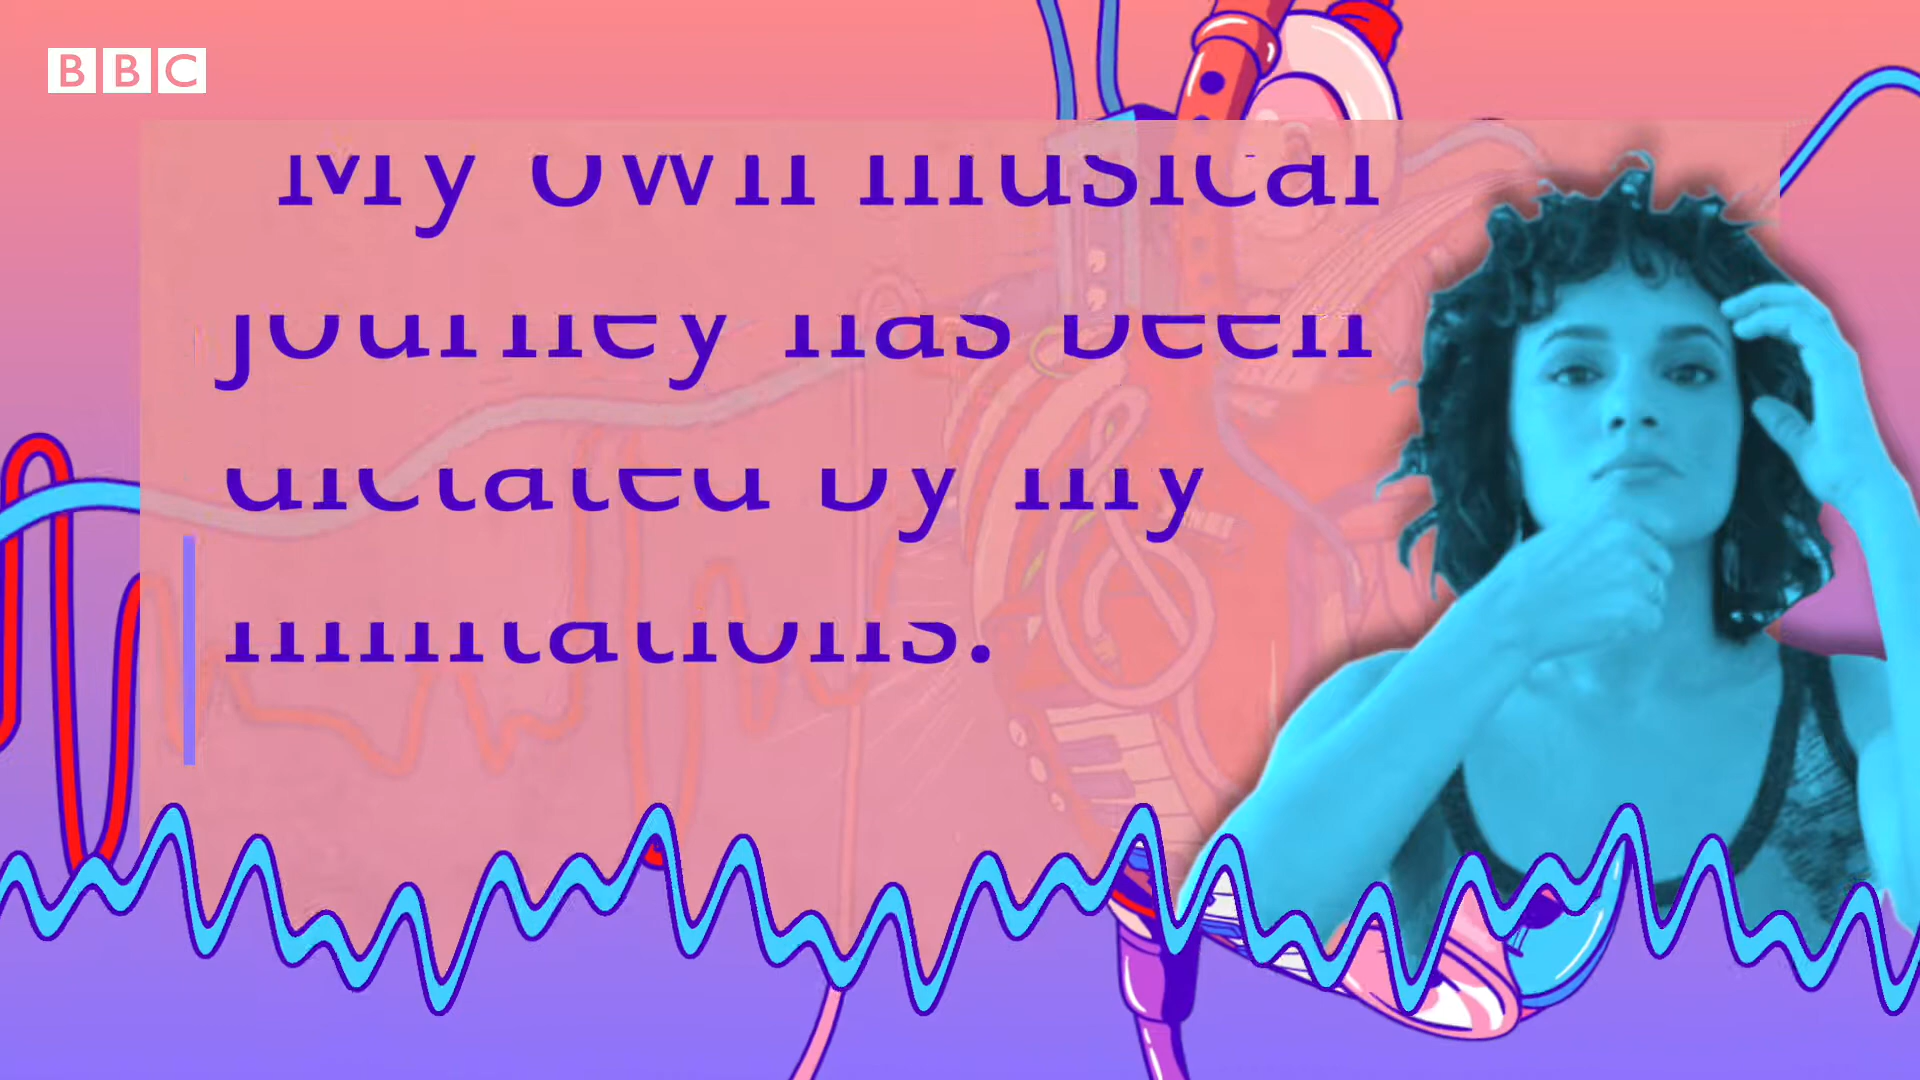 BBC
My own musical
journey has been
dictated by my
limitations.